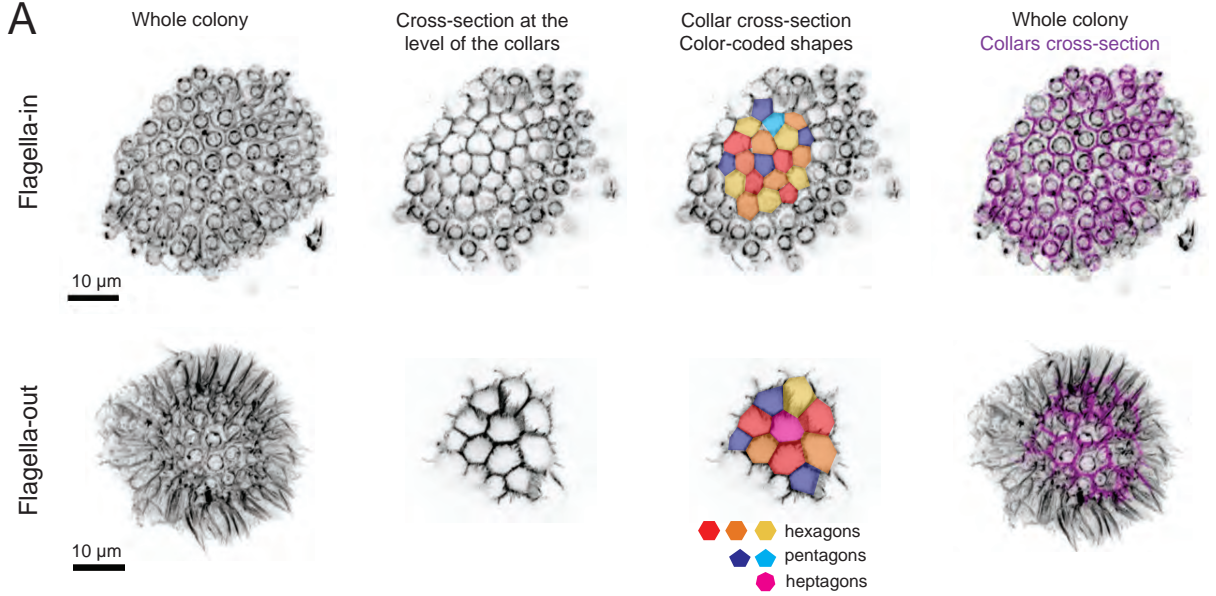 A
Whole colony
Cross-section at the
level of the collars
Collar cross-section
Color-coded shapes
Whole colony
Collars cross-section
Flagella-in
10 µm
Flagella-out
10 µm
hexagons
pentagons
heptagons